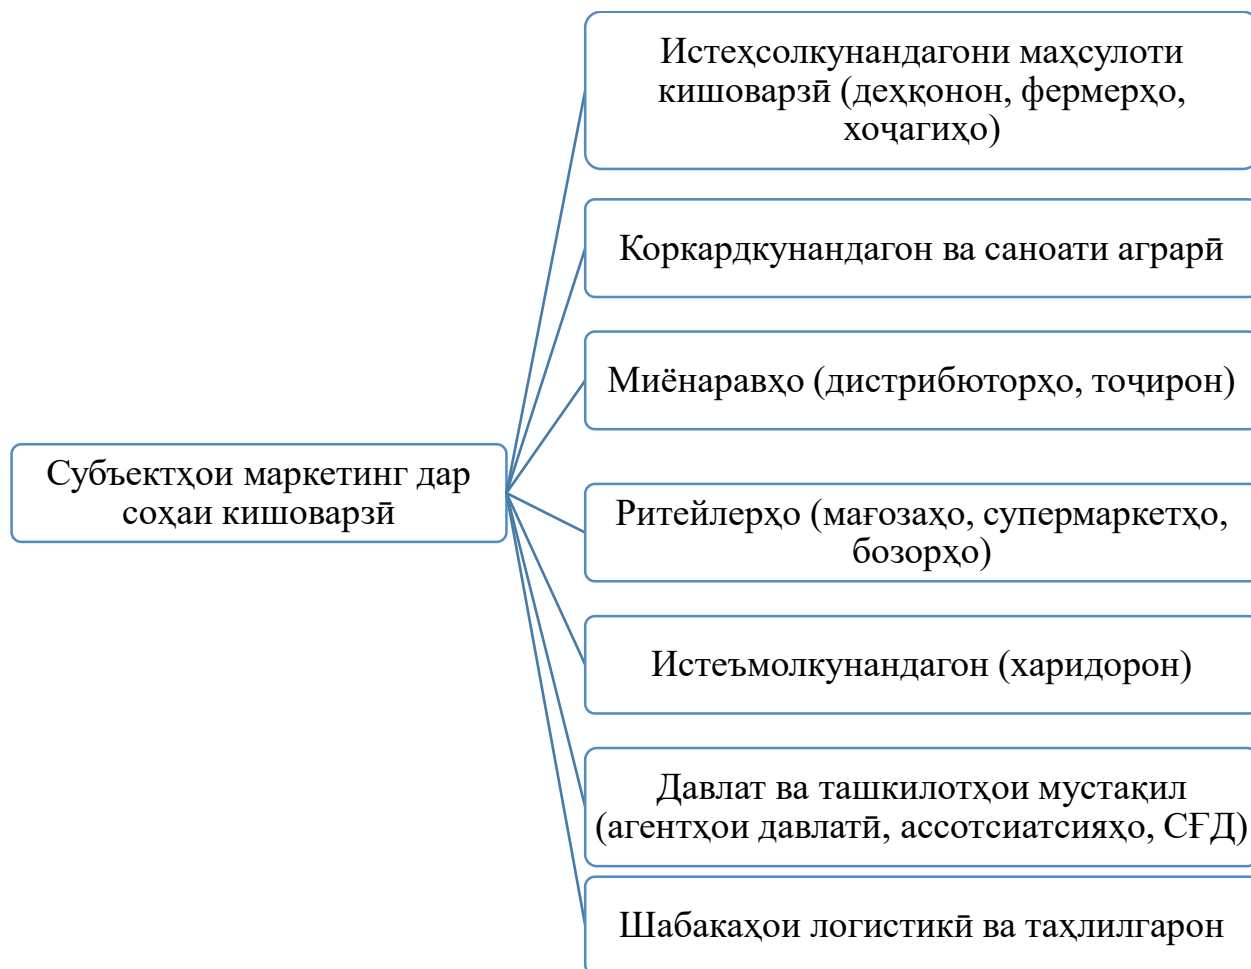 Истеҳсолкунандагони маҳсулоти
кишоварзӣ (деҳқонон, фермерҳо,
хоҷагиҳо)
Коркардкунандагон ва саноати аграрӣ
Миёнаравҳо (дистрибюторҳо, тоҷирон)
Субъектҳои маркетинг дар
соҳаи кишоварзӣ
Ритейлерҳо (мағозаҳо, супермаркетҳо,
бозорҳо)
Истеъмолкунандагон (харидорон)
Давлат ва ташкилотҳои мустақил
(агентҳои давлатӣ, ассотсиатсияҳо, СҒД)
Шабакаҳои логистикӣ ва таҳлилгарон